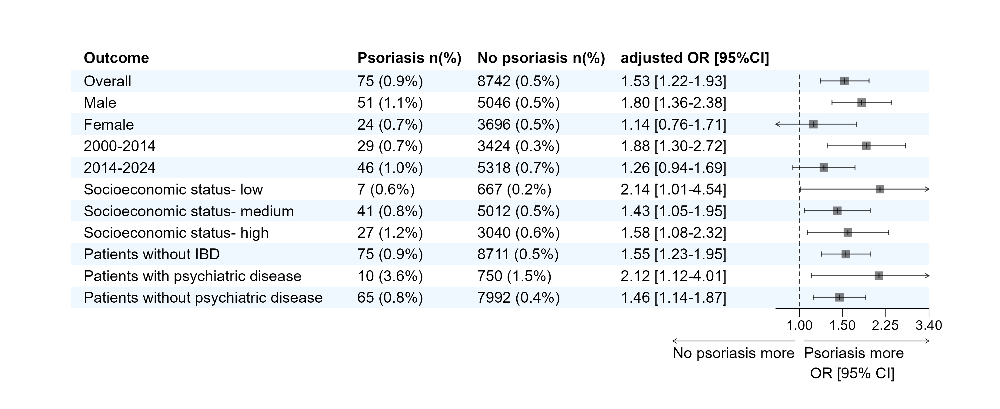 Outcome Psoriasis n(%) No psoriasis n(%) adjusted OR [95%CI]
Overall 75 (0.9%) 8742 (0.5%) 1.53 [1.22-1.93]
Male 51 (1.1%) 5046 (0.5%) 1.80 [1.36-2.38]
Female 24 (0.7%) 3696 (0.5%) 1.14 [0.76-1.71]
2000-2014 29 (0.7%) 3424 (0.3%) 1.88 [1.30-2.72]
2014-2024 46 (1.0%) 5318 (0.7%) 1.26 [0.94-1.69]
Socioeconomic status- low 7 (0.6%) 667 (0.2%) 2.14 [1.01-4.54]
Socioeconomic status- medium 41 (0.8%) 5012 (0.5%) 1.43 [1.05-1.95]
Socioeconomic status- high 27 (1.2%) 3040 (0.6%) 1.58 [1.08-2.32]
Patients without IBD 75 (0.9%) 8711 (0.5%) 1.55 [1.23-1.95]
Patients with psychiatric disease 10 (3.6%) 750 (1.5%) 2.12 [1.12-4.01]
Patients without psychiatric disease 65 (0.8%) 7992 (0.4%) 1.46 [1.14-1.87]
1.00 1.50 2.25 3.40
No psoriasis more Psoriasis more
OR [95% CI]